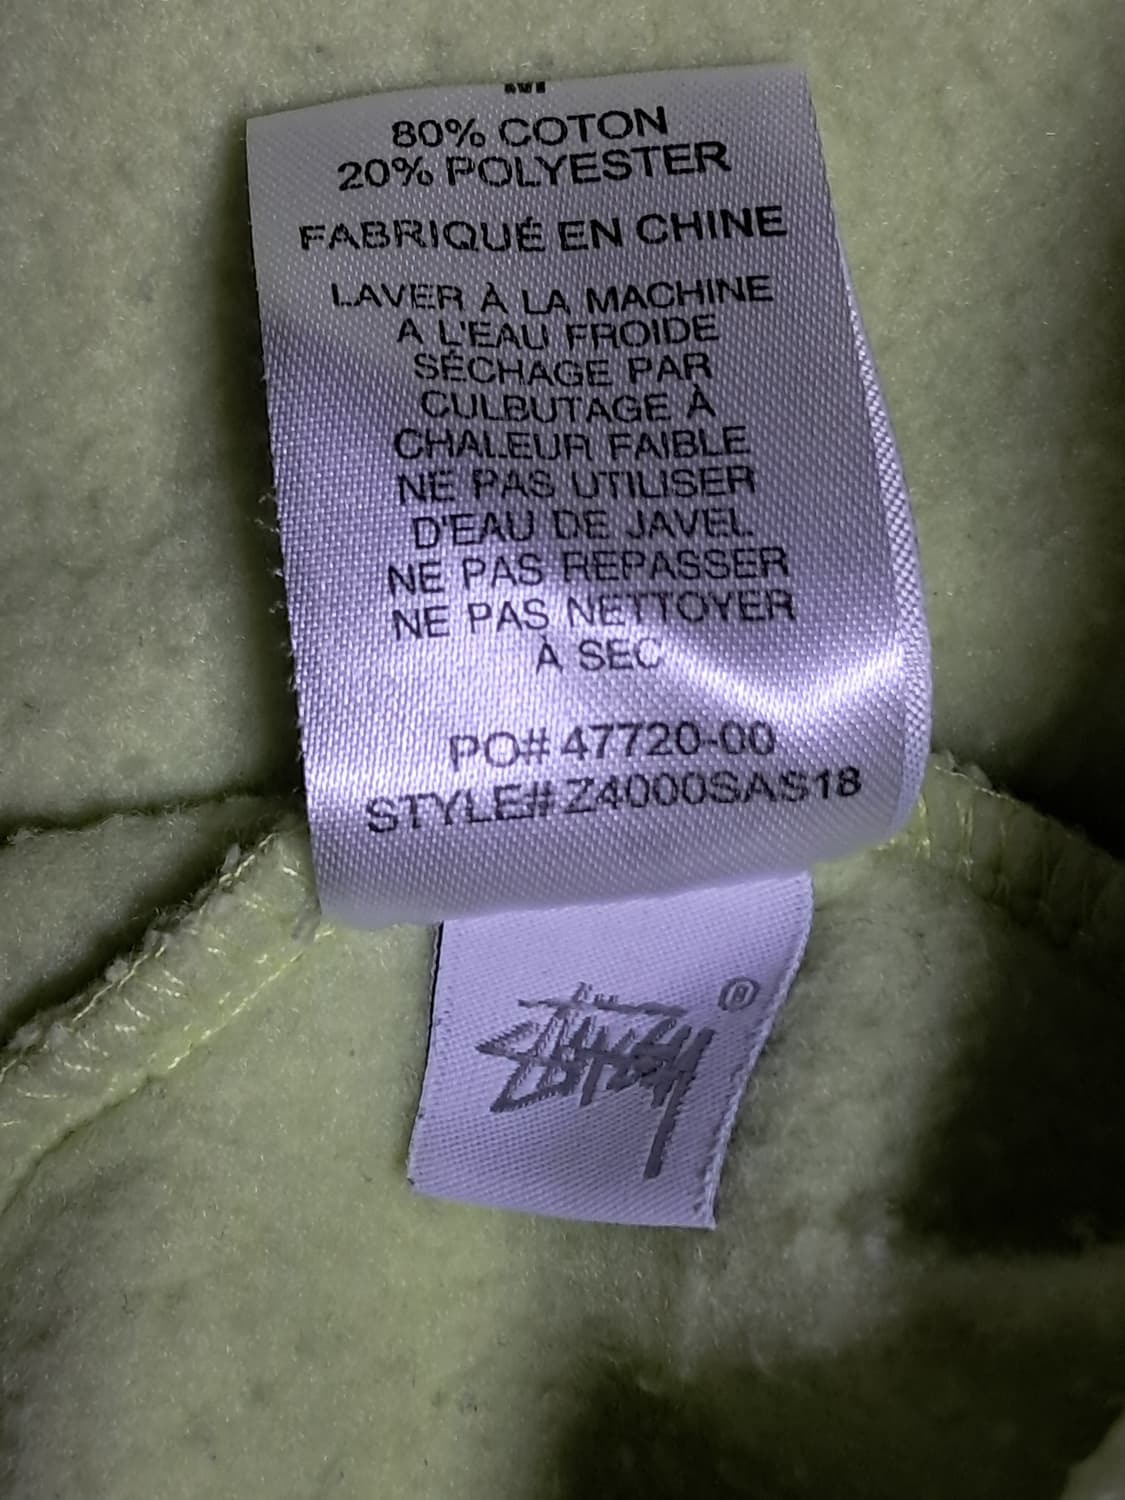 M
80% COTON
20% POLYESTER
FABRIQUÉ EN CHINE
LAVER À LA MACHINE
A L'EAU FROIDE
SÉCHAGE PAR
CULBUTAGE À
CHALEUR FAIBLE
NE PAS UTILISER
D'EAU DE JAVEL
NE PAS REPASSER
NE PAS NETTOYER
À SEC
PO# 47720-00
STYLE# Z4000SAS18
Stüssy ®